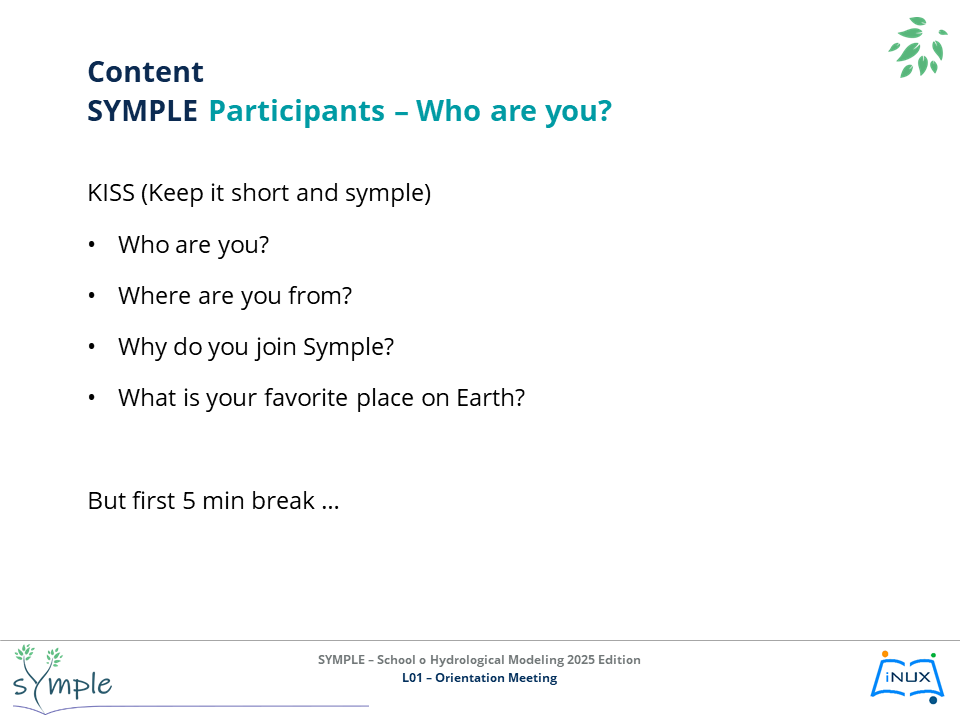 Content
SYMPLE Participants – Who are you?
KISS (Keep it short and symple)
• Who are you?
• Where are you from?
• Why do you join Symple?
• What is your favorite place on Earth?
But first 5 min break ...
SYMPLE – School o Hydrological Modeling 2025 Edition
L01 – Orientation Meeting
sYmple
iNUX